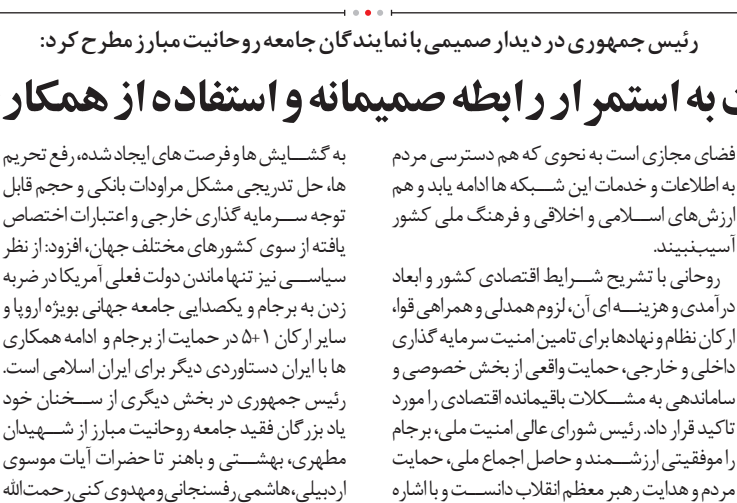 رئیس جمهوری در دیدار صمیمی با نمایندگان جامعه روحانیت مبارز مطرح کرد:
به استمرار رابطه صمیمانه و استفاده از همکار
فضای مجازی است به نحوی که هم دسترسی مردم
به اطلاعات و خدمات این شبکه ها ادامه یابد و هم
ارزش‌های اسلامی و اخلاقی و فرهنگ ملی کشور
آسیب نبیند.
روحانی با تشریح شرایط اقتصادی کشور و ابعاد
درآمدی و هزینه ای آن، لزوم همدلی و همراهی قوا،
ارکان نظام و نهادها برای تامین امنیت سرمایه گذاری
داخلی و خارجی، حمایت واقعی از بخش خصوصی و
ساماندهی به مشکلات باقیمانده اقتصادی را مورد
تاکید قرار داد. رئیس شورای عالی امنیت ملی، برجام
را موفقیتی ارزشمند و حاصل اجماع ملی، حمایت
مردم و هدایت رهبر معظم انقلاب دانست و با اشاره
به گشایش ها و فرصت های ایجاد شده، رفع تحریم
ها، حل تدریجی مشکل مراودات بانکی و حجم قابل
توجه سرمایه گذاری خارجی و اعتبارات اختصاص
یافته از سوی کشورهای مختلف جهان، افزود: از نظر
سیاسی نیز تنها ماندن دولت فعلی آمریکا در ضربه
زدن به برجام و یکصدایی جامعه جهانی بویژه اروپا و
سایر ارکان ۱+۵ در حمایت از برجام و ادامه همکاری
ها با ایران دستاوردی دیگر برای ایران اسلامی است.
رئیس جمهوری در بخش دیگری از سخنان خود
یاد بزرگان فقید جامعه روحانیت مبارز از شهیدان
مطهری، بهشتی و باهنر تا حضرات آیات موسوی
اردبیلی، هاشمی رفسنجانی و مهدوی کنی رحمت‌الله